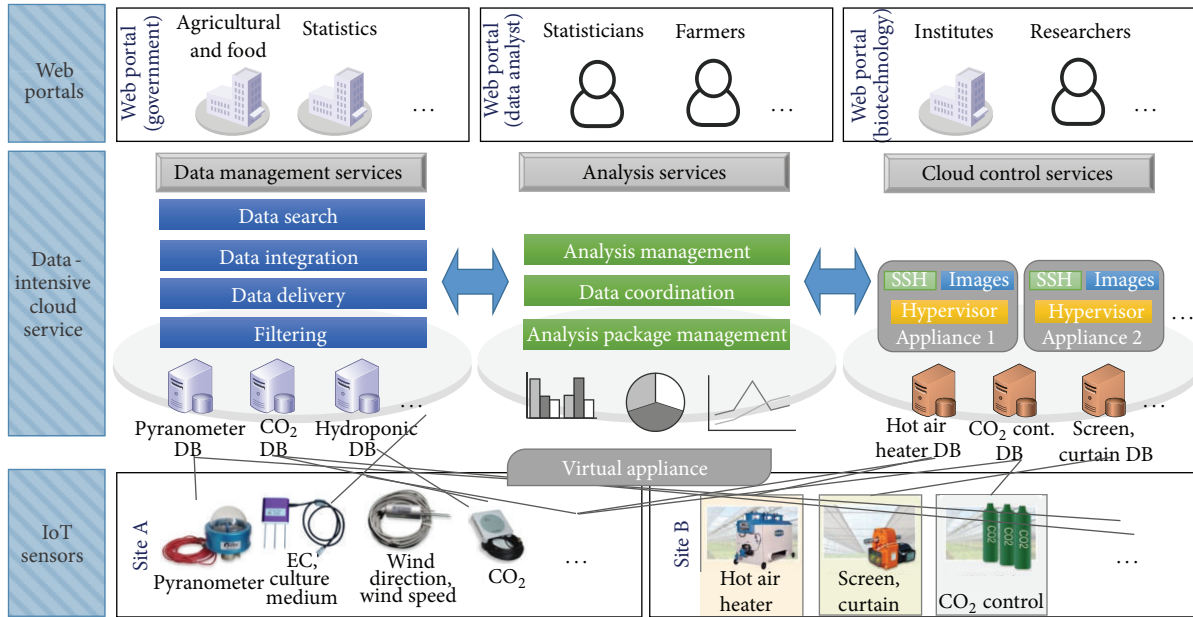 Web
portals
Web portal
(government)
Agricultural
and food
Statistics
...
Web portal
(data analyst)
Statisticians
Farmers
...
Web portal
(biotechnology)
Institutes
Researchers
...
Data -
intensive
cloud
service
Data management services
Data search
Data integration
Data delivery
Filtering
Pyranometer
DB
CO2
DB
Hydroponic
DB
...
Analysis services
Analysis management
Data coordination
Analysis package management
Cloud control services
SSH
Images
Hypervisor
Appliance 1
SSH
Images
Hypervisor
Appliance 2
...
Hot air
heater DB
CO2 cont.
DB
Screen,
curtain DB
...
Virtual appliance
IoT
sensors
Site A
Pyranometer
EC,
culture
medium
Wind
direction,
wind speed
CO2
...
Site B
Hot air
heater
Screen,
curtain
CO2
CO2
CO2
CO2 control
...